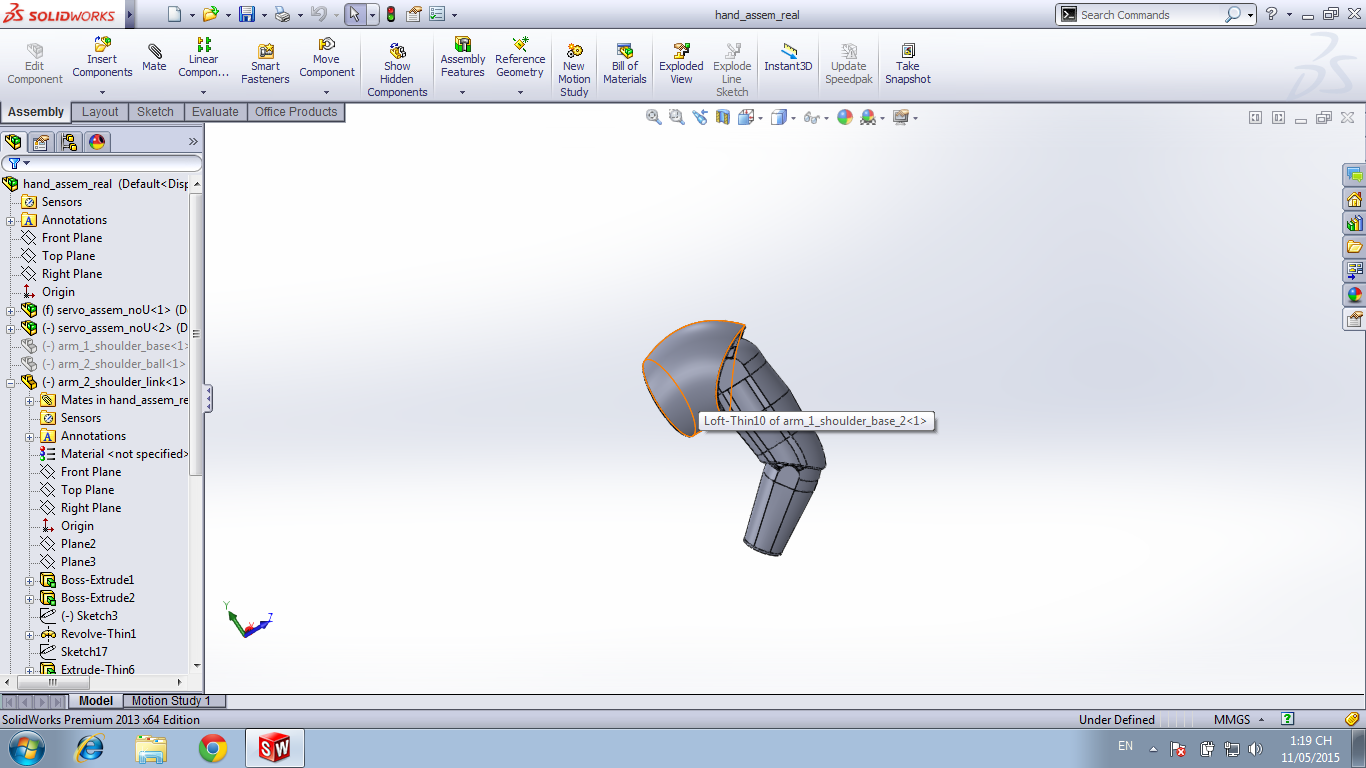 SOLIDWORKS
hand_assem_real
Search Commands
Edit Component
Insert Components
Mate
Linear Compon...
Smart Fasteners
Move Component
Show Hidden Components
Assembly Features
Reference Geometry
New Motion Study
Bill of Materials
Exploded View
Explode Line Sketch
Instant3D
Update Speedpak
Take Snapshot
Assembly
Layout
Sketch
Evaluate
Office Products
hand_assem_real (Default<Disp
Sensors
Annotations
Front Plane
Top Plane
Right Plane
Origin
(f) servo_assem_noU<1> (D
(-) servo_assem_noU<2> (D
(-) arm_1_shoulder_base<1>
(-) arm_2_shoulder_ball<1>
(-) arm_2_shoulder_link<1>
Mates in hand_assem_re
Sensors
Annotations
Material <not specified>
Front Plane
Top Plane
Right Plane
Origin
Plane2
Plane3
Boss-Extrude1
Boss-Extrude2
(-) Sketch3
Revolve-Thin1
Sketch17
Extrude-Thin6
Loft-Thin10 of arm_1_shoulder_base_2<1>
Y
X
Z
Model
Motion Study 1
SolidWorks Premium 2013 x64 Edition
Under Defined
MMGS
SW
EN
1:19 CH
11/05/2015